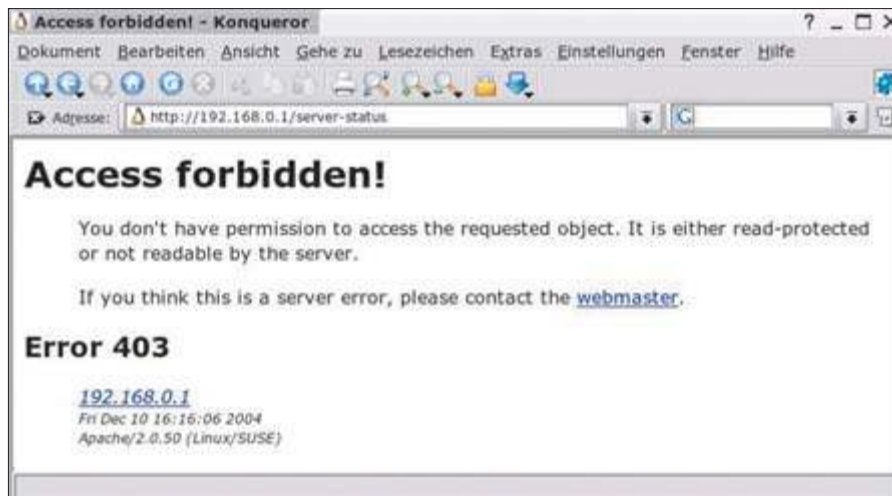 Access forbidden! - Konqueror
Dokument Bearbeiten Ansicht Gehe zu Lesezeichen Extras Einstellungen Fenster Hilfe
Adresse: http://192.168.0.1/server-status
Access forbidden!
You don't have permission to access the requested object. It is either read-protected
or not readable by the server.
If you think this is a server error, please contact the webmaster.
Error 403
192.168.0.1
Fri Dec 10 16:16:06 2004
Apache/2.0.50 (Linux/SUSE)